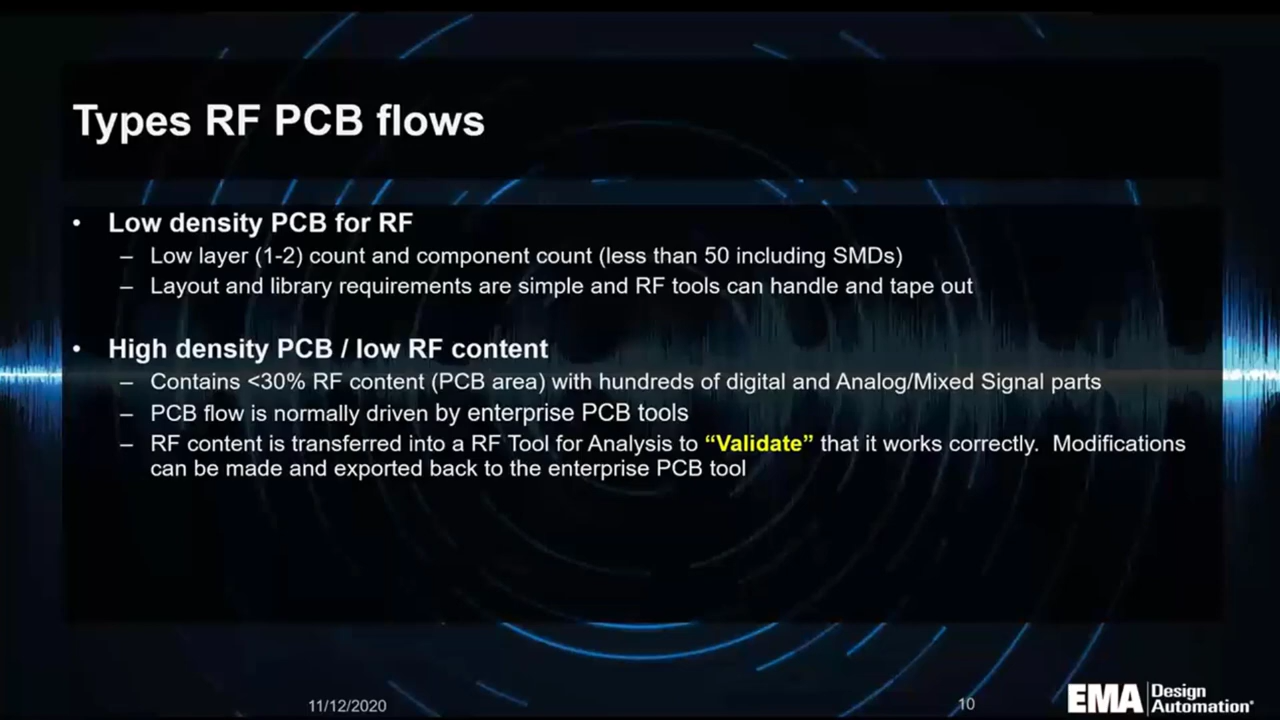 Types RF PCB flows
• Low density PCB for RF
– Low layer (1-2) count and component count (less than 50 including SMDs)
– Layout and library requirements are simple and RF tools can handle and tape out
• High density PCB / low RF content
– Contains <30% RF content (PCB area) with hundreds of digital and Analog/Mixed Signal parts
– PCB flow is normally driven by enterprise PCB tools
– RF content is transferred into a RF Tool for Analysis to “Validate” that it works correctly.  Modifications
can be made and exported back to the enterprise PCB tool
11/12/2020
10
EMA Design
Automation®